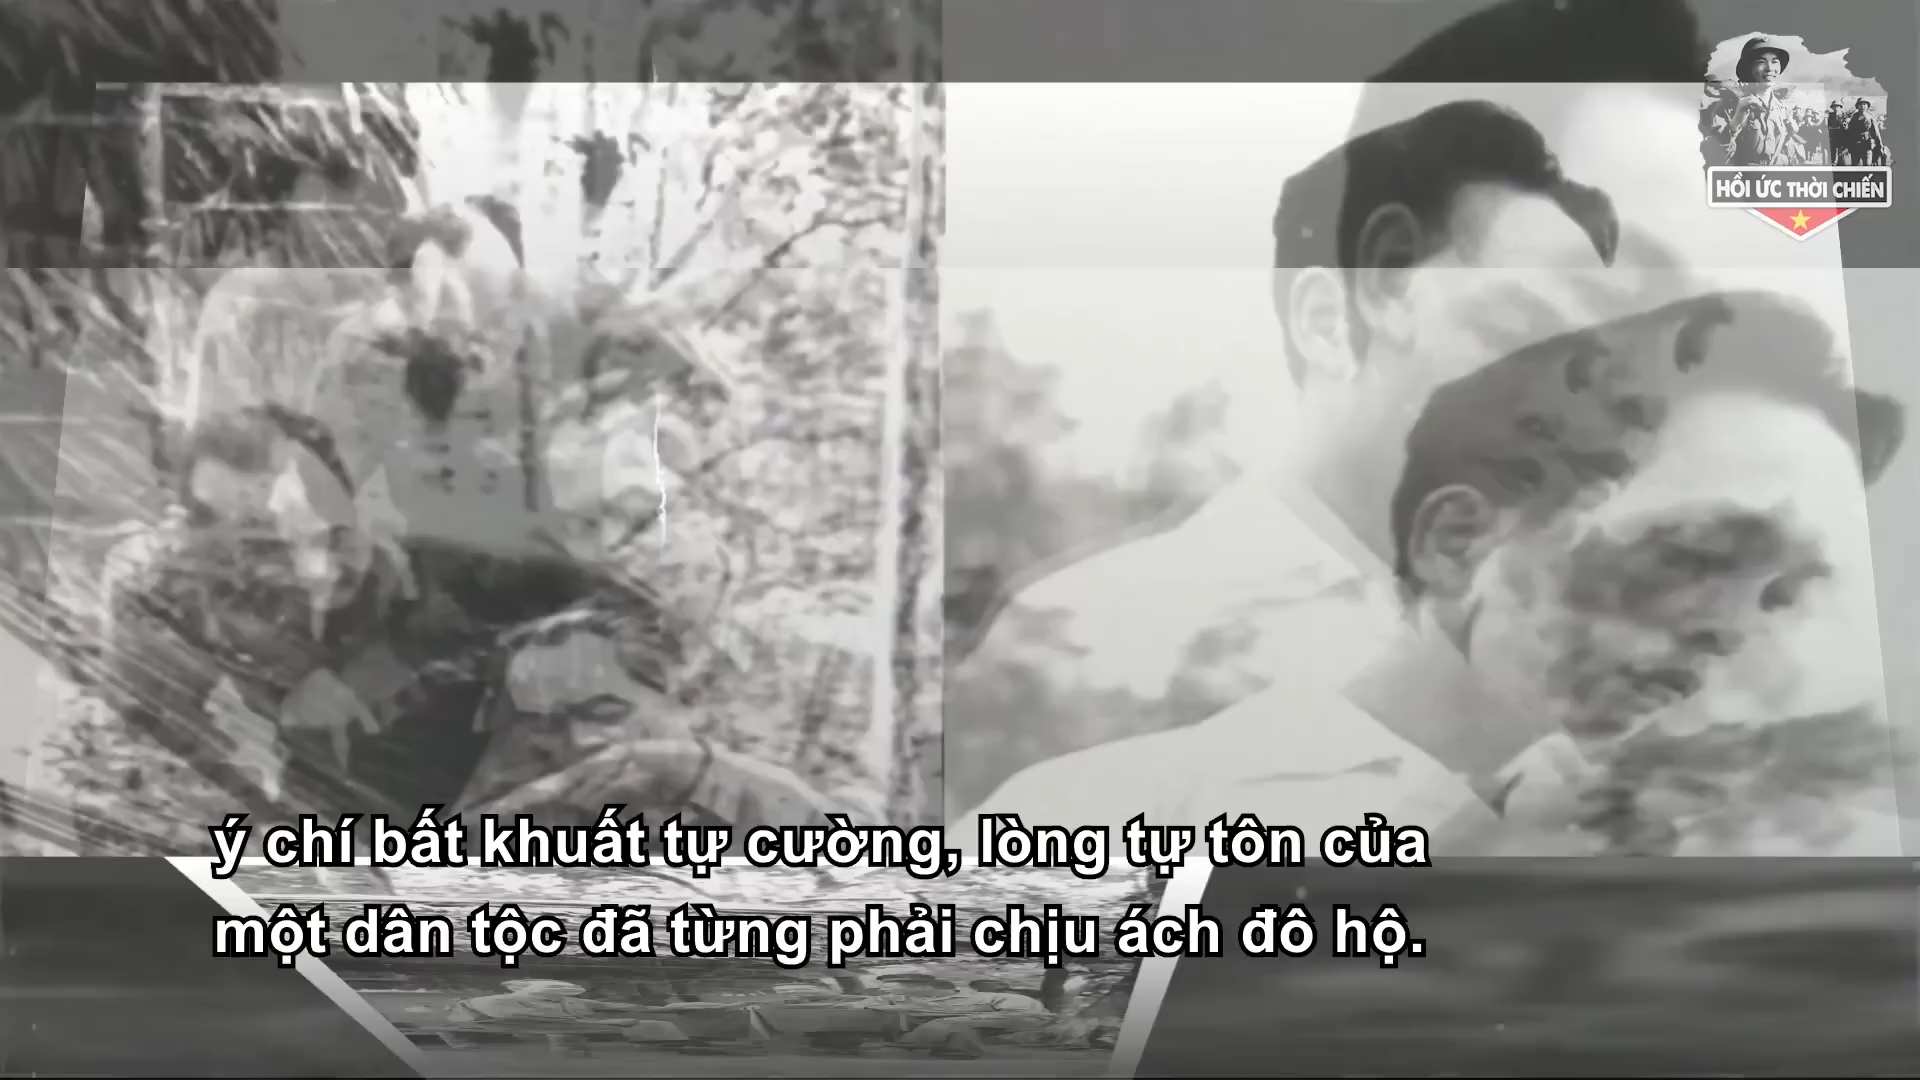 HỒI ỨC THỜI CHIẾN
ý chí bất khuất tự cường, lòng tự tôn của
một dân tộc đã từng phải chịu ách đô hộ.